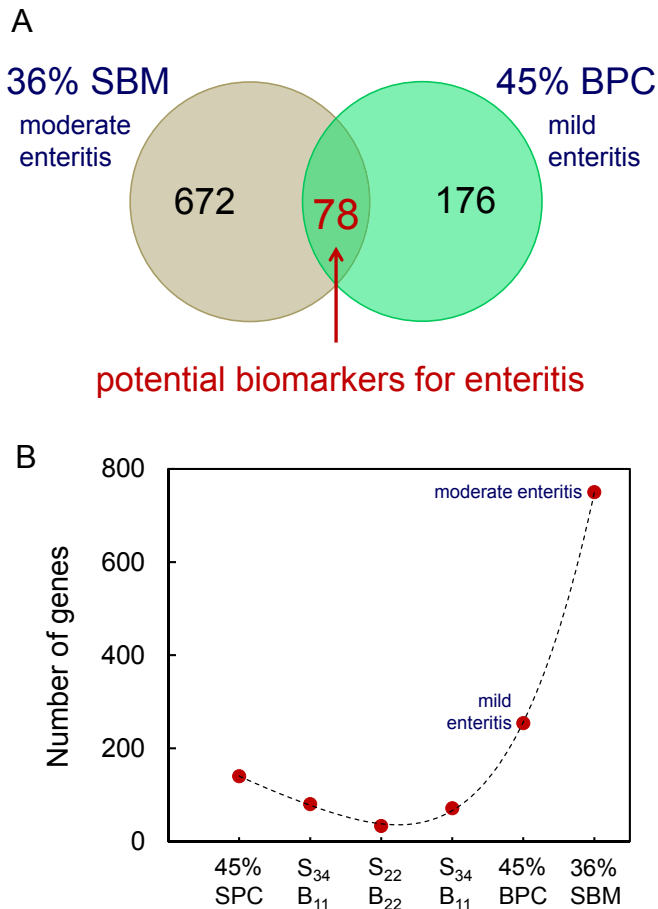 A
36% SBM
moderate
enteritis
45% BPC
mild
enteritis
672
78
176
potential biomarkers for enteritis
B
Number of genes
800
600
400
200
0
moderate enteritis
mild
enteritis
45%
SPC
S34
B11
S22
B22
S34
B11
45%
BPC
36%
SBM